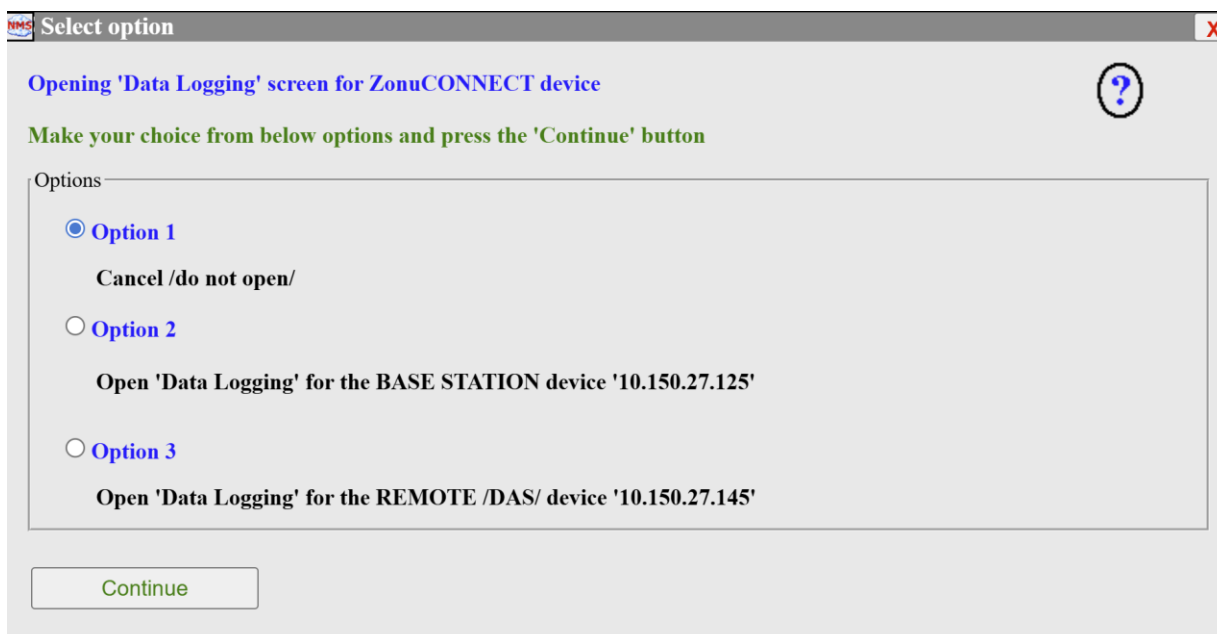 NMS Select option X
Opening 'Data Logging' screen for ZonuCONNECT device
?
Make your choice from below options and press the 'Continue' button
Options
Option 1
Cancel /do not open/
Option 2
Open 'Data Logging' for the BASE STATION device '10.150.27.125'
Option 3
Open 'Data Logging' for the REMOTE /DAS/ device '10.150.27.145'
Continue